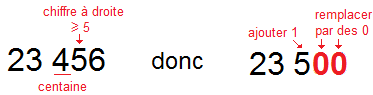 chiffre à droite
⩾ 5
23 456
centaine
donc
ajouter 1
remplacer
par des 0
23 500